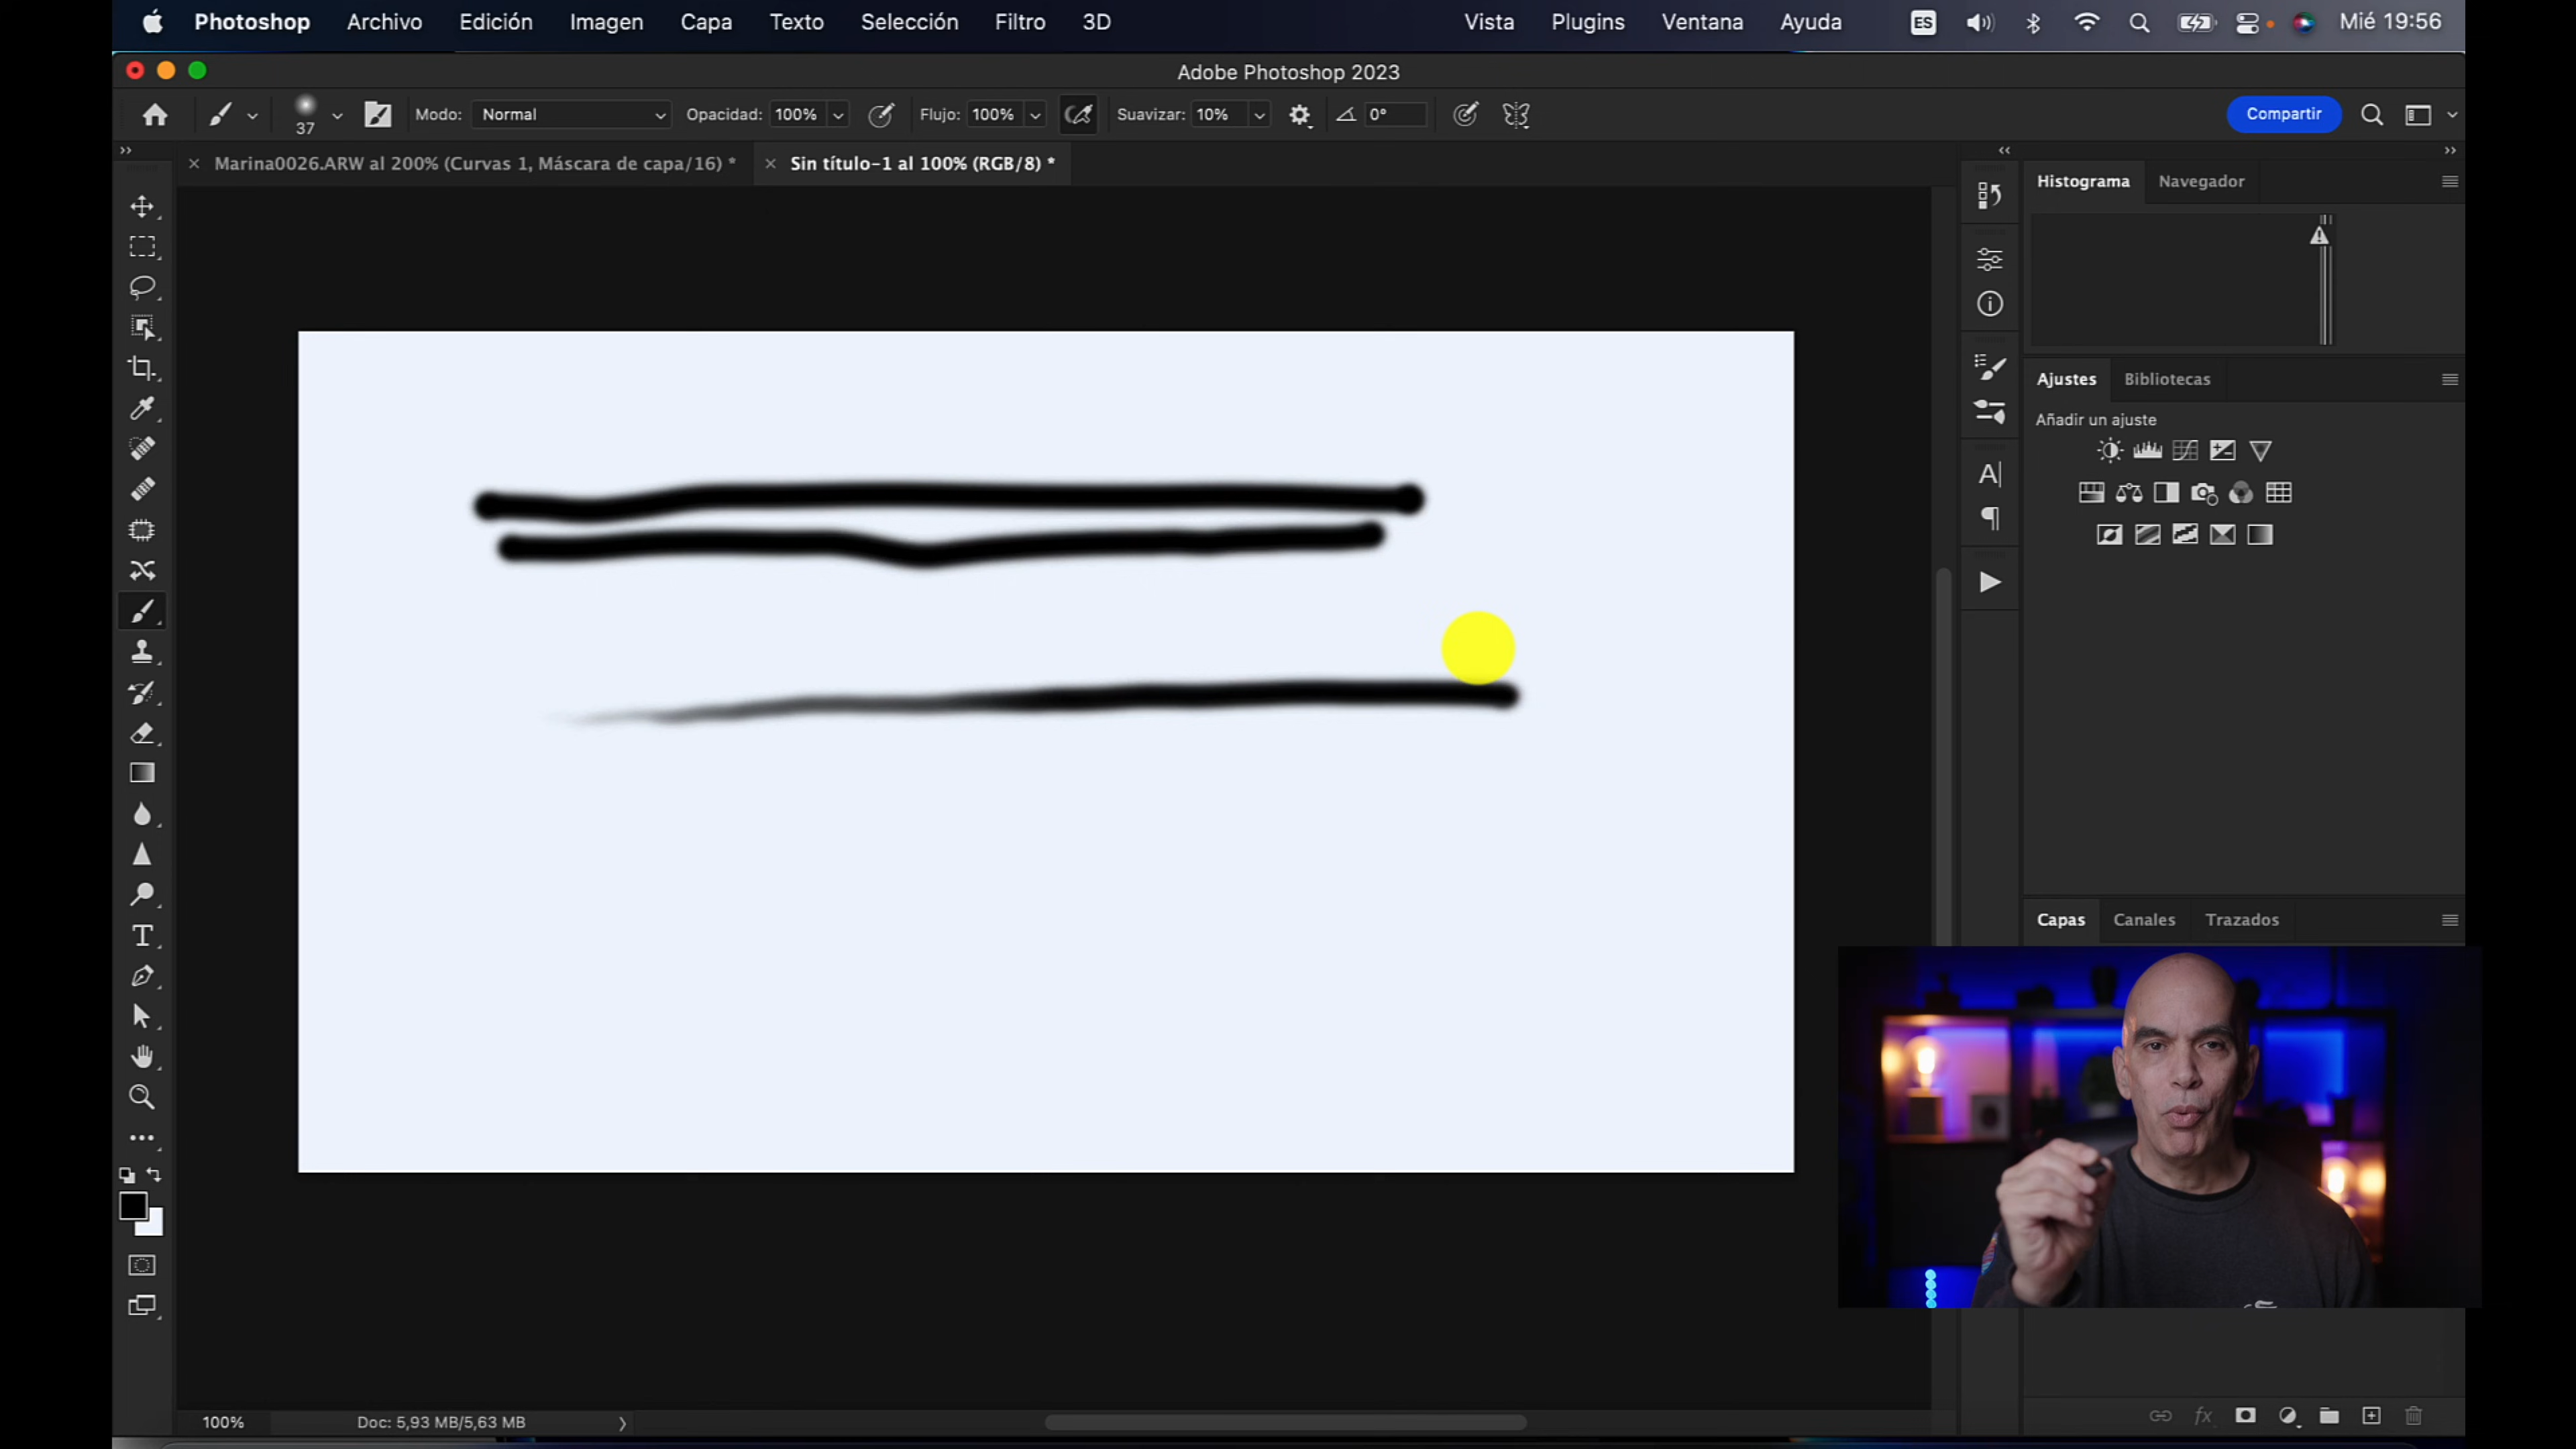 Photoshop Archivo Edición Imagen Capa Texto Selección Filtro 3D Vista Plugins Ventana Ayuda ES Mié 19:56
Adobe Photoshop 2023
37 Modo: Normal Opacidad: 100% Flujo: 100% Suavizar: 10% 0° Compartir
Marina0026.ARW al 200% (Curvas 1, Máscara de capa/16) * Sin título-1 al 100% (RGB/8) *
Histograma Navegador
Ajustes Bibliotecas
Añadir un ajuste
Capas Canales Trazados
100% Doc: 5,93 MB/5,63 MB